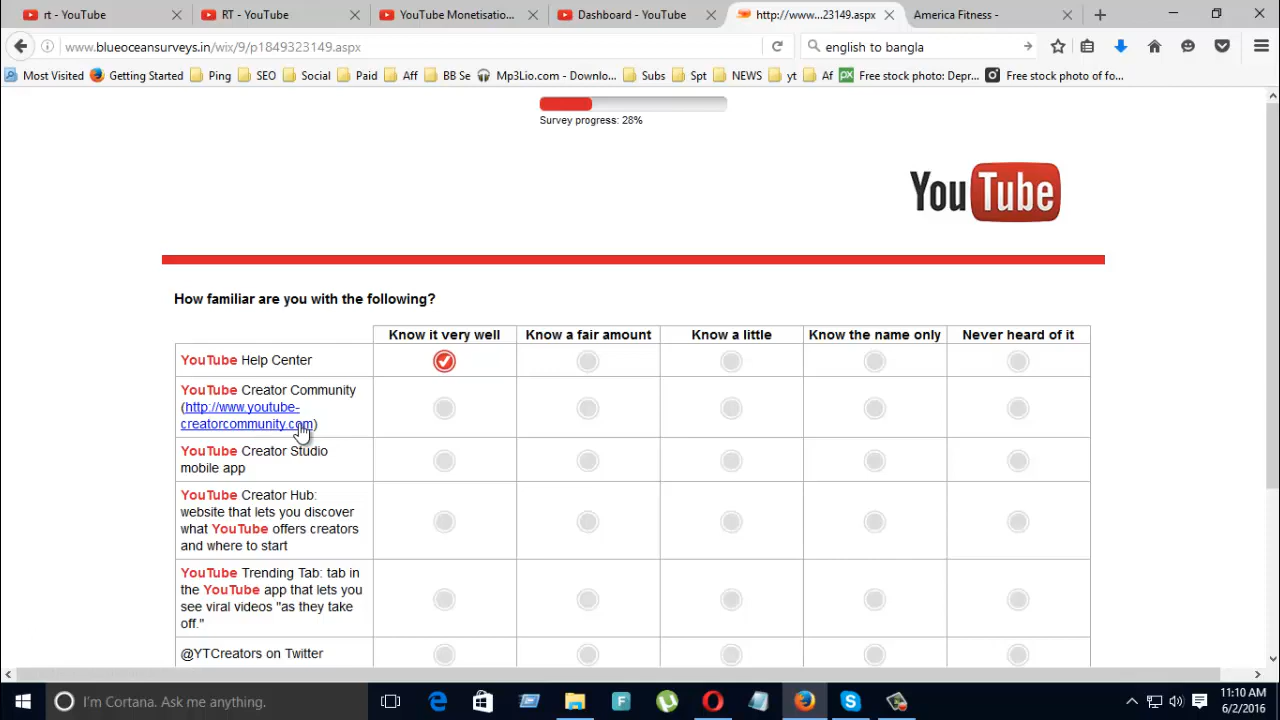 rt - YouTube
RT - YouTube
YouTube Monetisatio...
Dashboard - YouTube
http://www...23149.aspx
America Fitness -
www.blueoceansurveys.in/wix/9/p1849323149.aspx
english to bangla
Most Visited
Getting Started
Ping
SEO
Social
Paid
Aff
BB Se
Mp3Lio.com - Downlo...
Subs
Spt
NEWS
yt
Af
Free stock photo: Depr...
Free stock photo of fo...
Survey progress: 28%
YouTube
How familiar are you with the following?
Know it very well
Know a fair amount
Know a little
Know the name only
Never heard of it
YouTube Help Center
YouTube Creator Community
(http://www.youtube-
creatorcommunity.com)
YouTube Creator Studio
mobile app
YouTube Creator Hub:
website that lets you discover
what YouTube offers creators
and where to start
YouTube Trending Tab: tab in
the YouTube app that lets you
see viral videos "as they take
off."
@YTCreators on Twitter
I'm Cortana. Ask me anything.
11:10 AM
6/2/2016